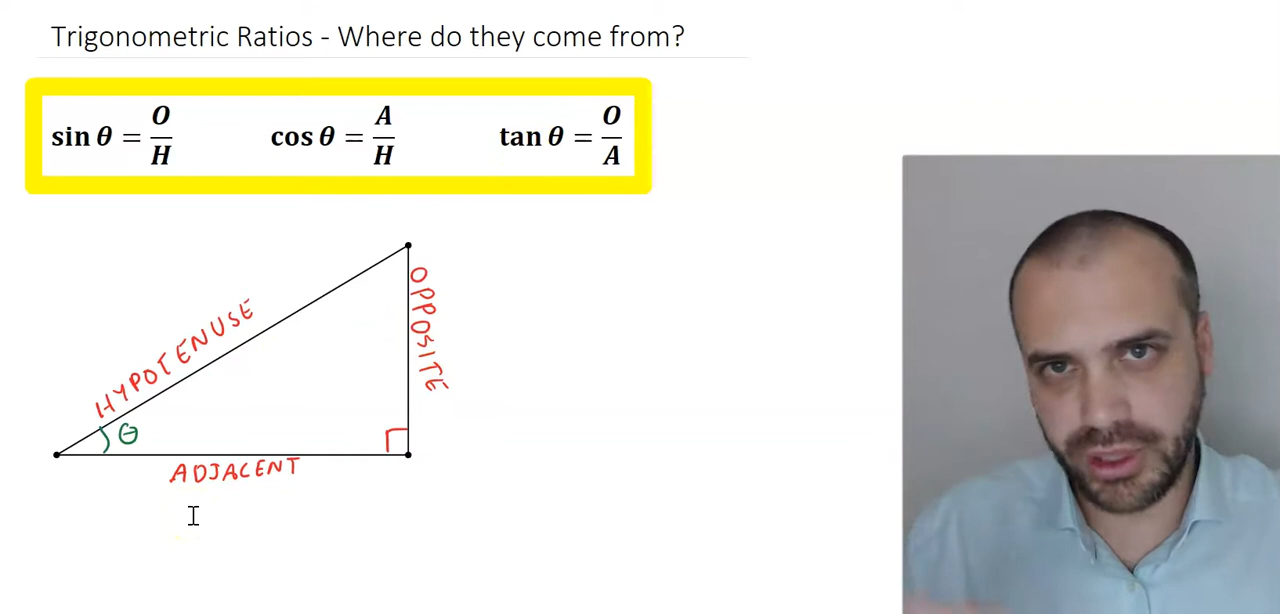 Trigonometric Ratios - Where do they come from?
sin θ = O/H
cos θ = A/H
tan θ = O/A
HYPOTENUSE
OPPOSITE
θ
ADJACENT